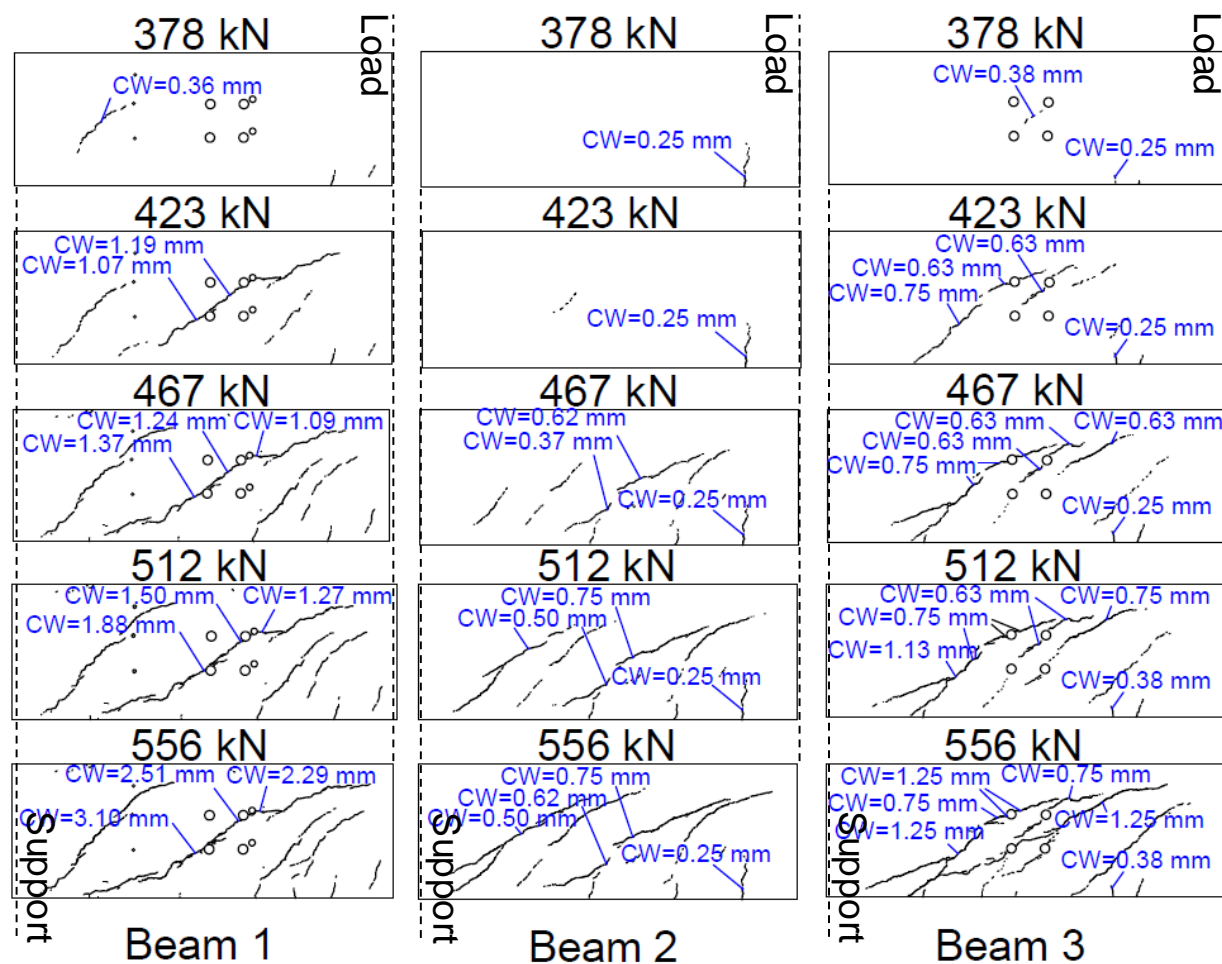 378 kN
378 kN
378 kN
Load
Load
Load
CW=0.36 mm
CW=0.25 mm
CW=0.38 mm
CW=0.25 mm
423 kN
423 kN
423 kN
CW=1.19 mm
CW=1.07 mm
CW=0.25 mm
CW=0.63 mm
CW=0.63 mm
CW=0.75 mm
CW=0.25 mm
467 kN
467 kN
467 kN
CW=1.24 mm
CW=1.09 mm
CW=1.37 mm
CW=0.62 mm
CW=0.37 mm
CW=0.25 mm
CW=0.63 mm
CW=0.63 mm
CW=0.63 mm
CW=0.75 mm
CW=0.25 mm
512 kN
512 kN
512 kN
CW=1.50 mm
CW=1.27 mm
CW=1.88 mm
CW=0.75 mm
CW=0.50 mm
CW=0.25 mm
CW=0.63 mm
CW=0.75 mm
CW=0.75 mm
CW=1.13 mm
CW=0.38 mm
556 kN
556 kN
556 kN
CW=2.51 mm
CW=2.29 mm
CW=3.10 mm
CW=0.75 mm
CW=0.62 mm
CW=0.50 mm
CW=0.25 mm
CW=1.25 mm
CW=0.75 mm
CW=0.75 mm
CW=1.25 mm
CW=1.25 mm
CW=0.38 mm
Support
Support
Support
Beam 1
Beam 2
Beam 3